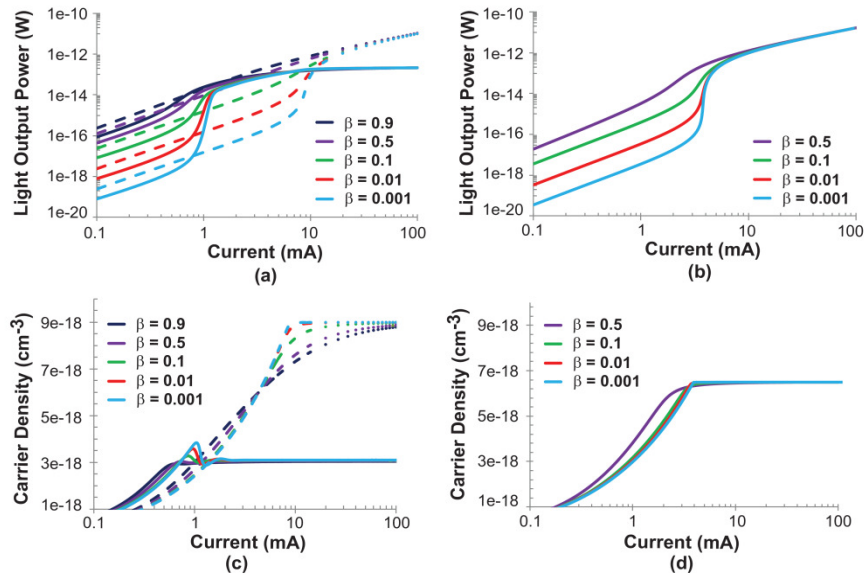 Light Output Power (W)
1e-10
1e-12
1e-14
1e-16
1e-18
1e-20
β = 0.9
β = 0.5
β = 0.1
β = 0.01
β = 0.001
0.1
1
10
100
Current (mA)
(a)
Light Output Power (W)
1e-10
1e-12
1e-14
1e-16
1e-18
1e-20
β = 0.5
β = 0.1
β = 0.01
β = 0.001
0.1
1
10
100
Current (mA)
(b)
Carrier Density (cm-3)
9e-18
7e-18
5e-18
3e-18
1e-18
β = 0.9
β = 0.5
β = 0.1
β = 0.01
β = 0.001
0.1
1
10
100
Current (mA)
(c)
Carrier Density (cm-3)
9e-18
7e-18
5e-18
3e-18
1e-18
β = 0.5
β = 0.1
β = 0.01
β = 0.001
0.1
1
10
100
Current (mA)
(d)